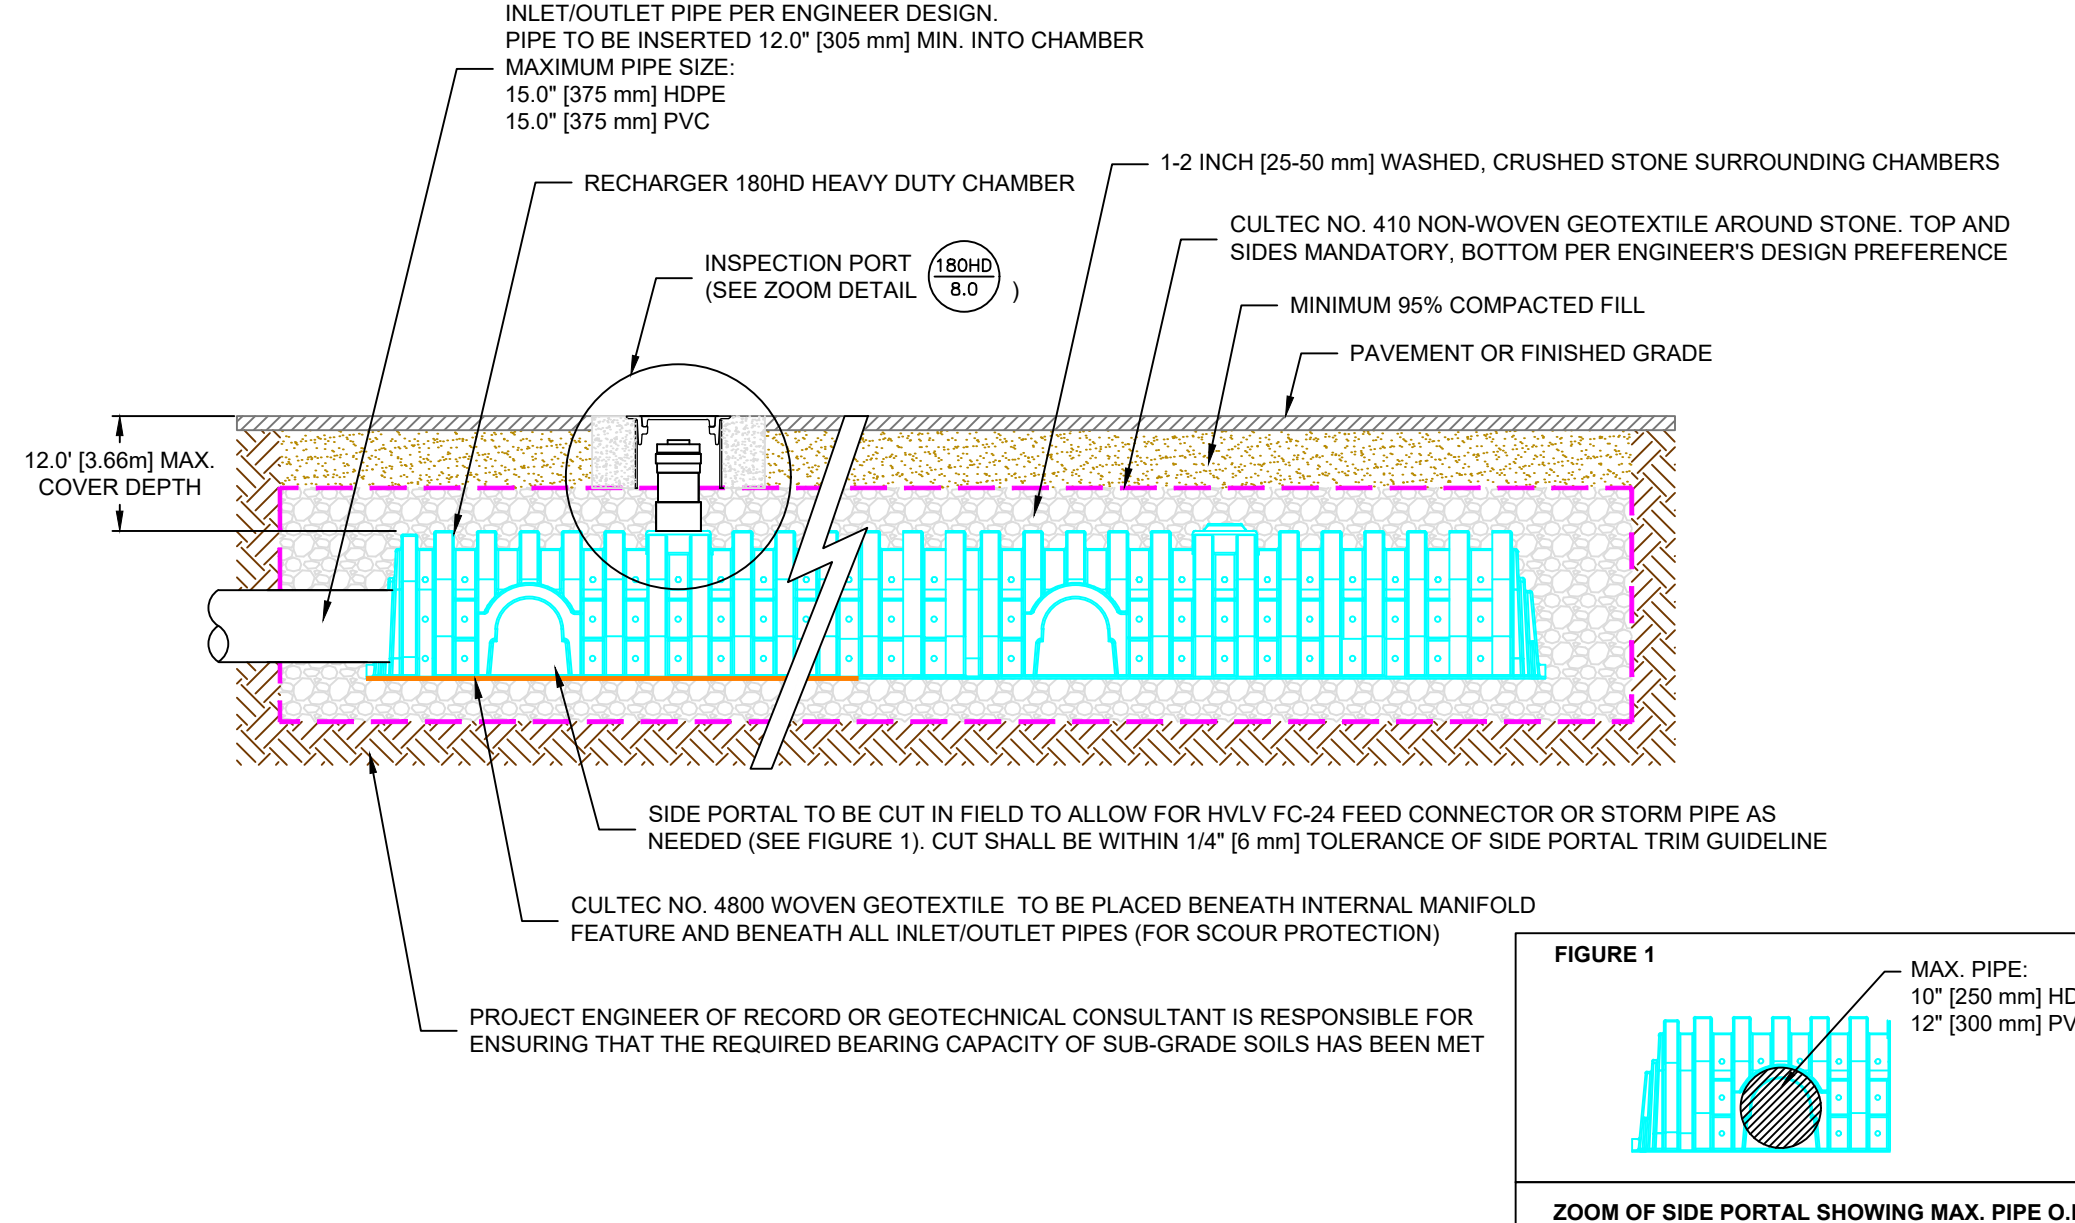 INLET/OUTLET PIPE PER ENGINEER DESIGN.
PIPE TO BE INSERTED 12.0" [305 mm] MIN. INTO CHAMBER
MAXIMUM PIPE SIZE:
15.0" [375 mm] HDPE
15.0" [375 mm] PVC
1-2 INCH [25-50 mm] WASHED, CRUSHED STONE SURROUNDING CHAMBERS
RECHARGER 180HD HEAVY DUTY CHAMBER
CULTEC NO. 410 NON-WOVEN GEOTEXTILE AROUND STONE. TOP AND
SIDES MANDATORY, BOTTOM PER ENGINEER'S DESIGN PREFERENCE
INSPECTION PORT
(SEE ZOOM DETAIL
180HD
8.0
)
MINIMUM 95% COMPACTED FILL
PAVEMENT OR FINISHED GRADE
12.0' [3.66m] MAX.
COVER DEPTH
SIDE PORTAL TO BE CUT IN FIELD TO ALLOW FOR HVLV FC-24 FEED CONNECTOR OR STORM PIPE AS
NEEDED (SEE FIGURE 1). CUT SHALL BE WITHIN 1/4" [6 mm] TOLERANCE OF SIDE PORTAL TRIM GUIDELINE
CULTEC NO. 4800 WOVEN GEOTEXTILE TO BE PLACED BENEATH INTERNAL MANIFOLD
FEATURE AND BENEATH ALL INLET/OUTLET PIPES (FOR SCOUR PROTECTION)
PROJECT ENGINEER OF RECORD OR GEOTECHNICAL CONSULTANT IS RESPONSIBLE FOR
ENSURING THAT THE REQUIRED BEARING CAPACITY OF SUB-GRADE SOILS HAS BEEN MET
FIGURE 1
MAX. PIPE:
10" [250 mm]
12" [300 mm]
ZOOM OF SIDE PORTAL SHOWING MAX. PIPE